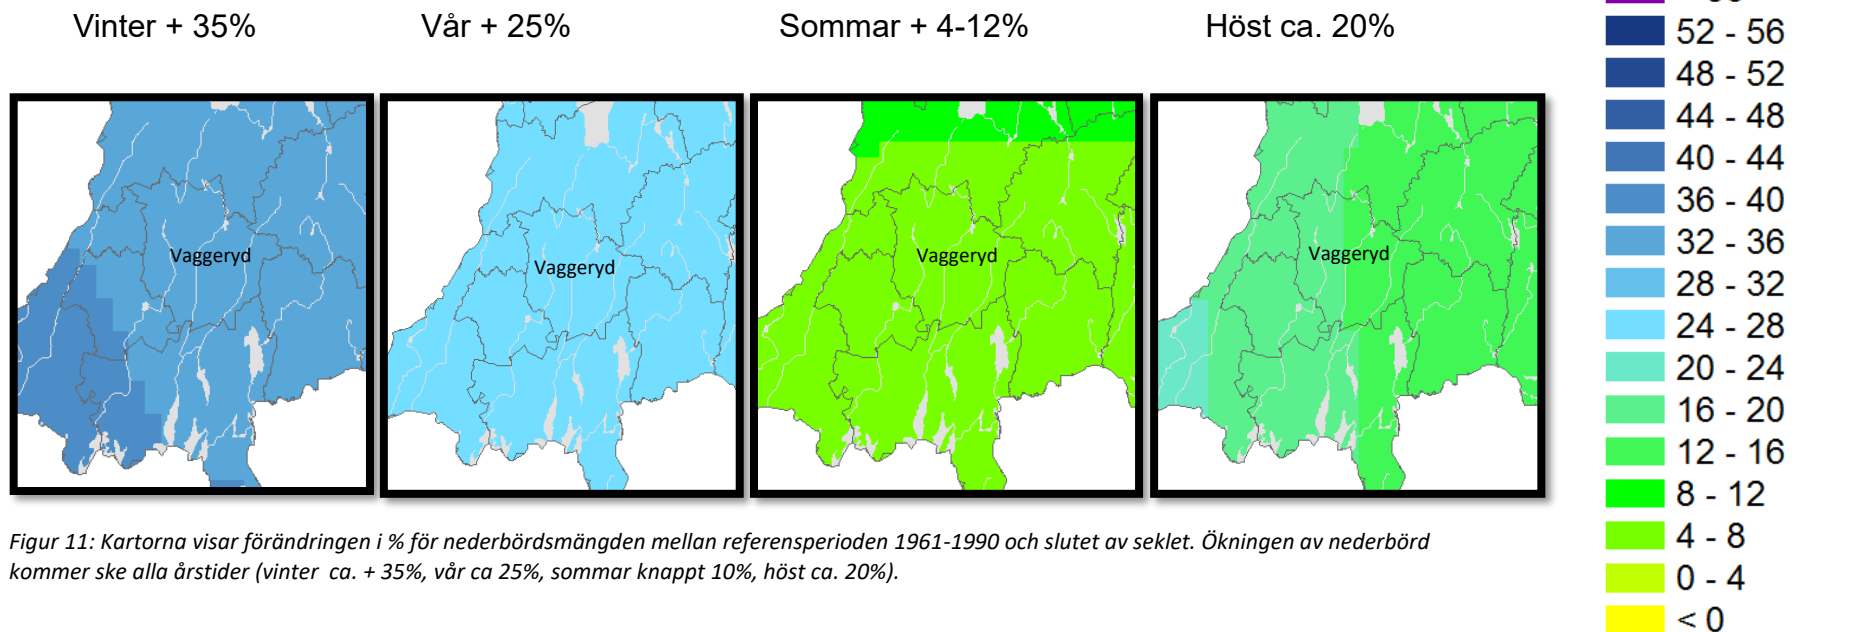 Vinter + 35%
Vår + 25%
Sommar + 4-12%
Höst ca. 20%
Vaggeryd
Vaggeryd
Vaggeryd
Vaggeryd
52 - 56
48 - 52
44 - 48
40 - 44
36 - 40
32 - 36
28 - 32
24 - 28
20 - 24
16 - 20
12 - 16
8 - 12
4 - 8
0 - 4
< 0
Figur 11: Kartorna visar förändringen i % för nederbördsmängden mellan referensperioden 1961-1990 och slutet av seklet. Ökningen av nederbörd
kommer ske alla årstider (vinter ca. + 35%, vår ca 25%, sommar knappt 10%, höst ca. 20%).